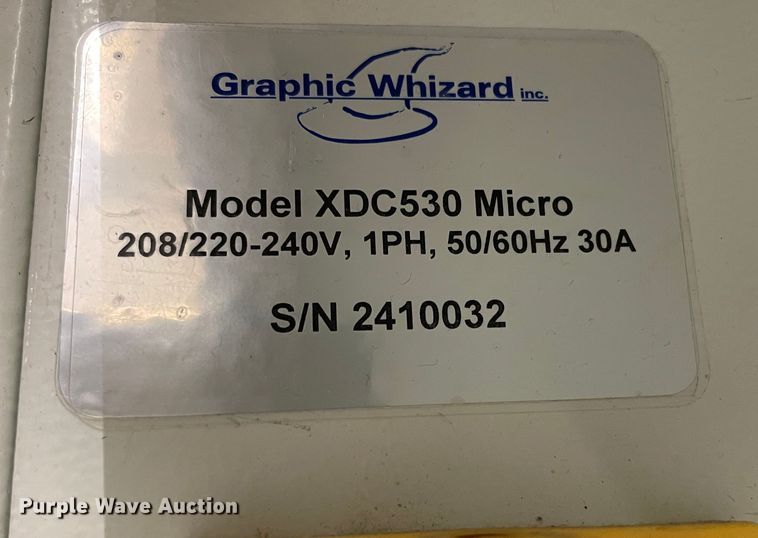 Graphic Whizard inc.
Model XDC530 Micro
208/220-240V, 1PH, 50/60Hz 30A
S/N 2410032
Purple Wave Auction